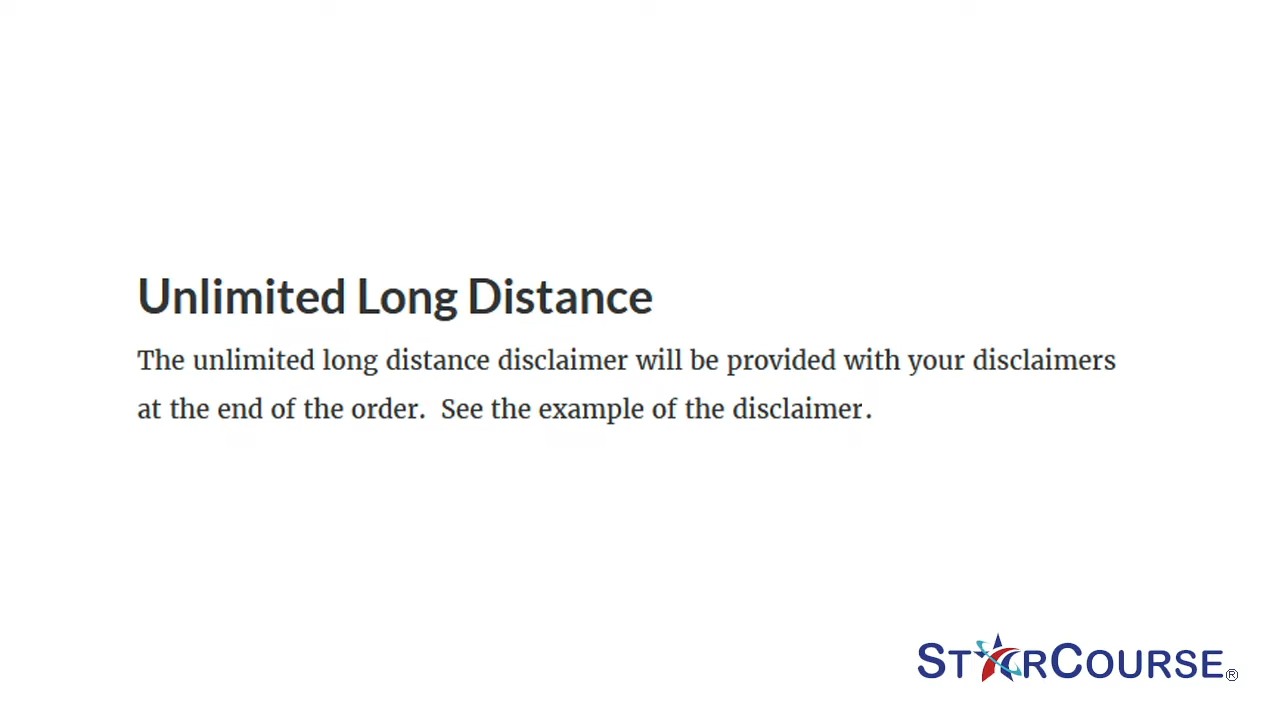 Unlimited Long Distance
The unlimited long distance disclaimer will be provided with your disclaimers
at the end of the order.  See the example of the disclaimer.
STARCOURSE®